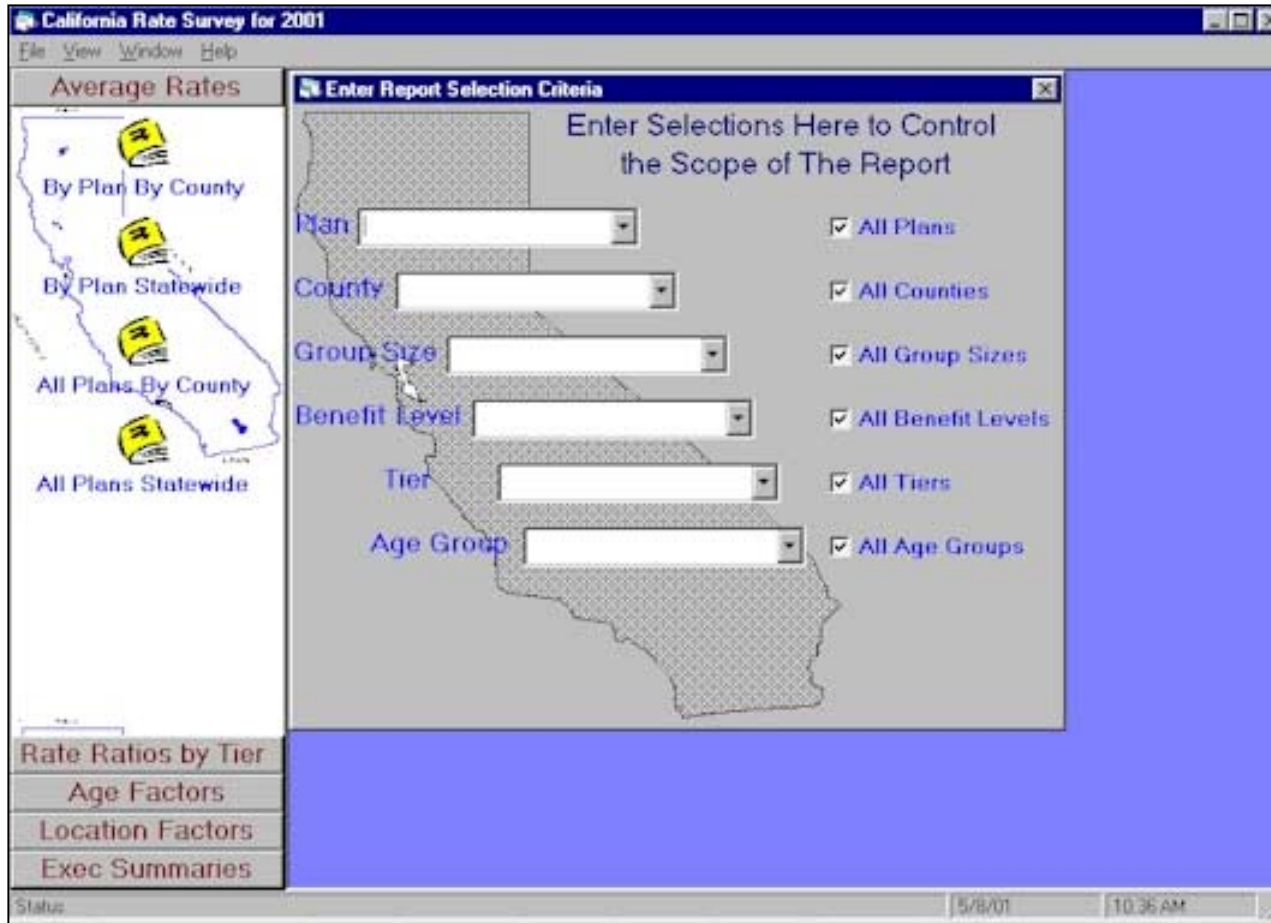 California Rate Survey for 2001
File View Window Help
Average Rates
By Plan By County
By Plan Statewide
All Plans By County
All Plans Statewide
Rate Ratios by Tier
Age Factors
Location Factors
Exec Summaries
Enter Report Selection Criteria
Enter Selections Here to Control
the Scope of The Report
Plan
All Plans
County
All Counties
Group Size
All Group Sizes
Benefit Level
All Benefit Levels
Tier
All Tiers
Age Group
All Age Groups
Status
5/8/01
10:36 AM